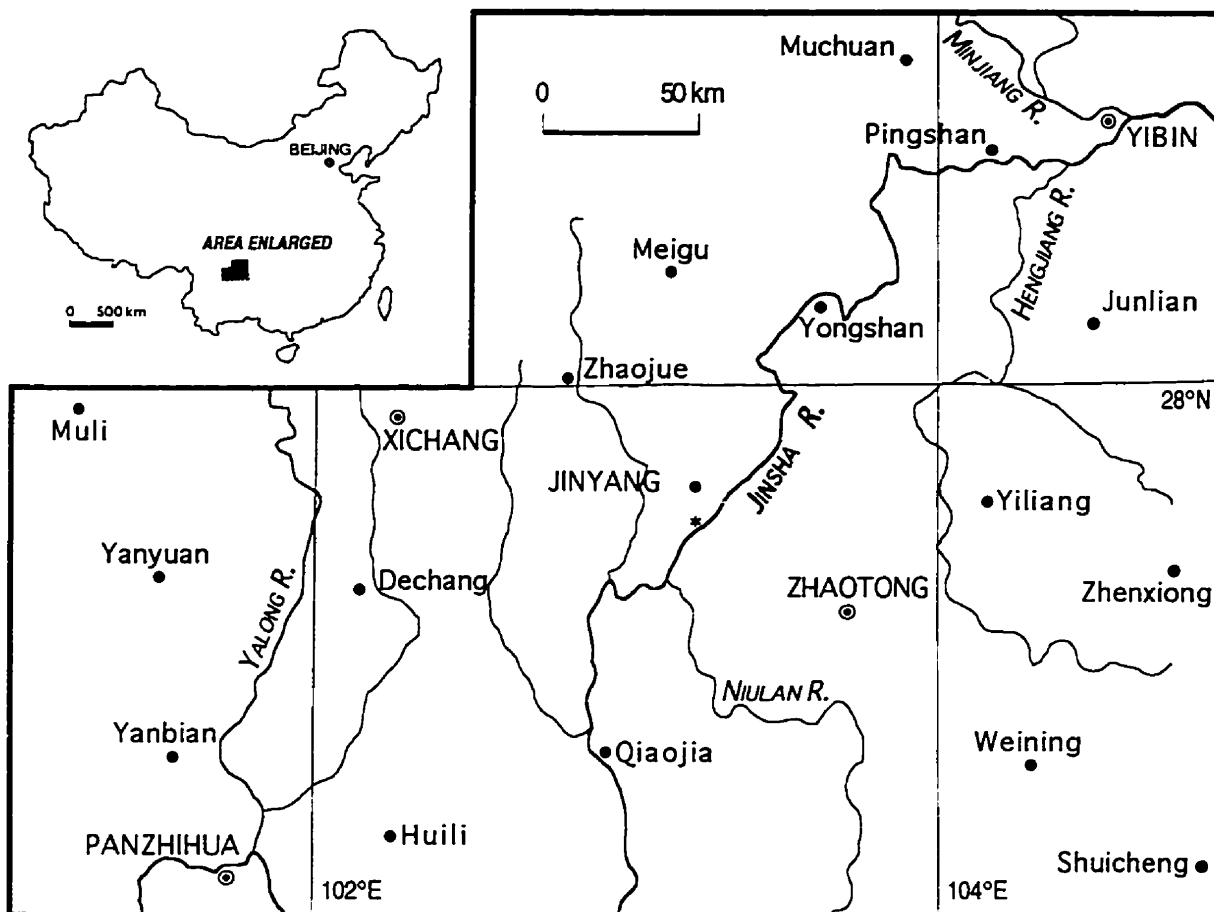 BEIJING
AREA ENLARGED
0 500 km
Muchuan
MINJIANG R.
0 50 km
Pingshan
YIBIN
HENGJIANG R.
Meigu
Yongshan
Junlian
Zhaojue
28°N
Muli
XICHANG
JINSHA R.
JINYANG
*
Yiliang
Yanyuan
YALONG R.
Dechang
ZHAOTONG
Zhenxiong
NIULAN R.
Yanbian
Qiaojia
Weining
PANZHIHUA
Huili
Shuicheng
102°E
104°E